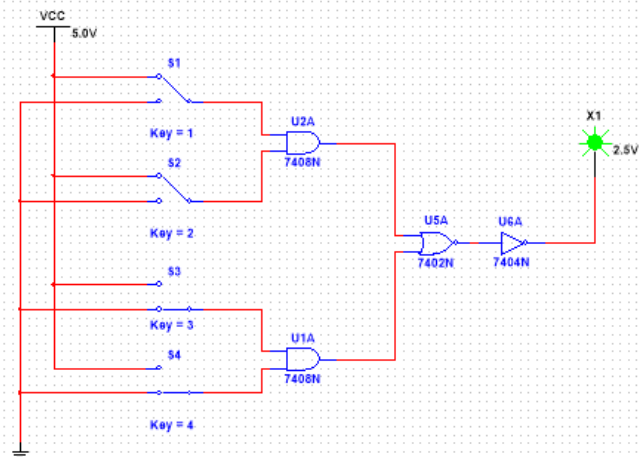 VCC
5.0V
S1
Key = 1
U2A
7408N
X1
2.5V
S2
Key = 2
U5A
7402N
U6A
7404N
S3
Key = 3
U1A
7408N
S4
Key = 4